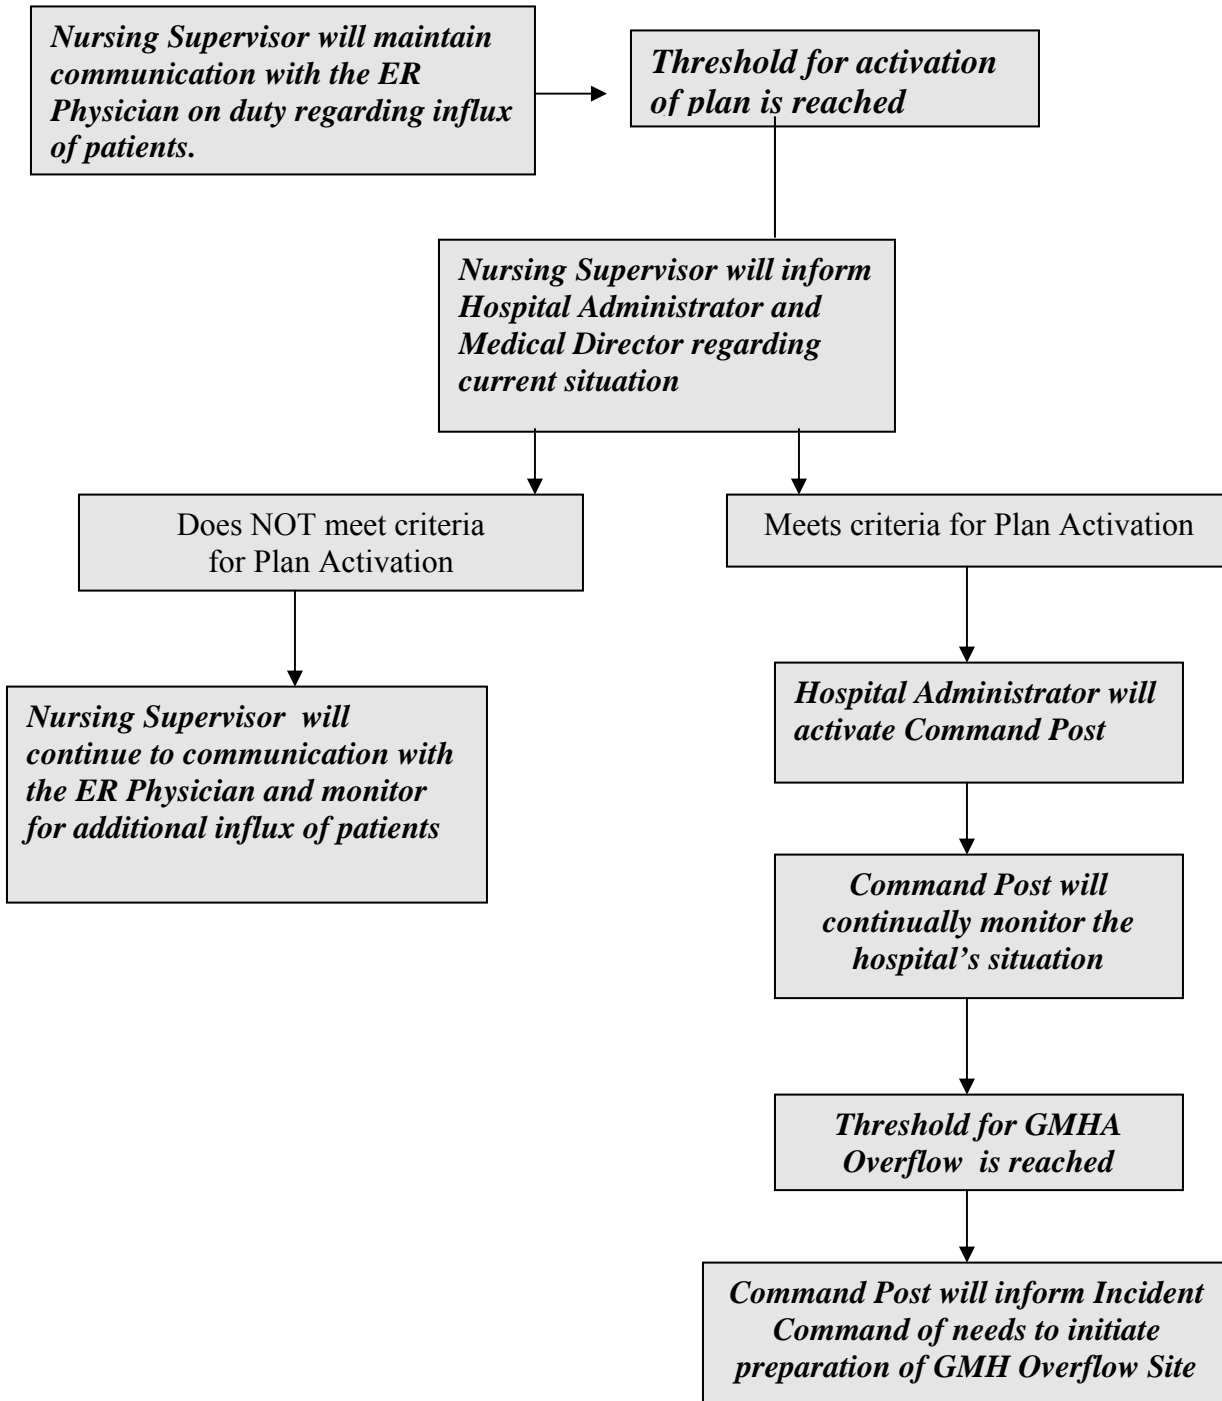 Nursing Supervisor will maintain
communication with the ER
Physician on duty regarding influx
of patients.
Threshold for activation
of plan is reached
Nursing Supervisor will inform
Hospital Administrator and
Medical Director regarding
current situation
Does NOT meet criteria
for Plan Activation
Meets criteria for Plan Activation
Nursing Supervisor  will
continue to communication with
the ER Physician and monitor
for additional influx of patients
Hospital Administrator will
activate Command Post
Command Post will
continually monitor the
hospital’s situation
Threshold for GMHA
Overflow  is reached
Command Post will inform Incident
Command of needs to initiate
preparation of GMH Overflow Site